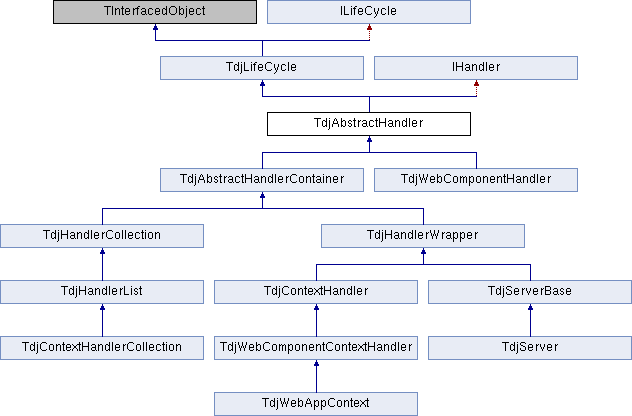 TInterfacedObject
ILifeCycle
TdjLifeCycle
IHandler
TdjAbstractHandler
TdjAbstractHandlerContainer
TdjWebComponentHandler
TdjHandlerCollection
TdjHandlerWrapper
TdjHandlerList
TdjContextHandler
TdjServerBase
TdjContextHandlerCollection
TdjWebComponentContextHandler
TdjServer
TdjWebAppContext